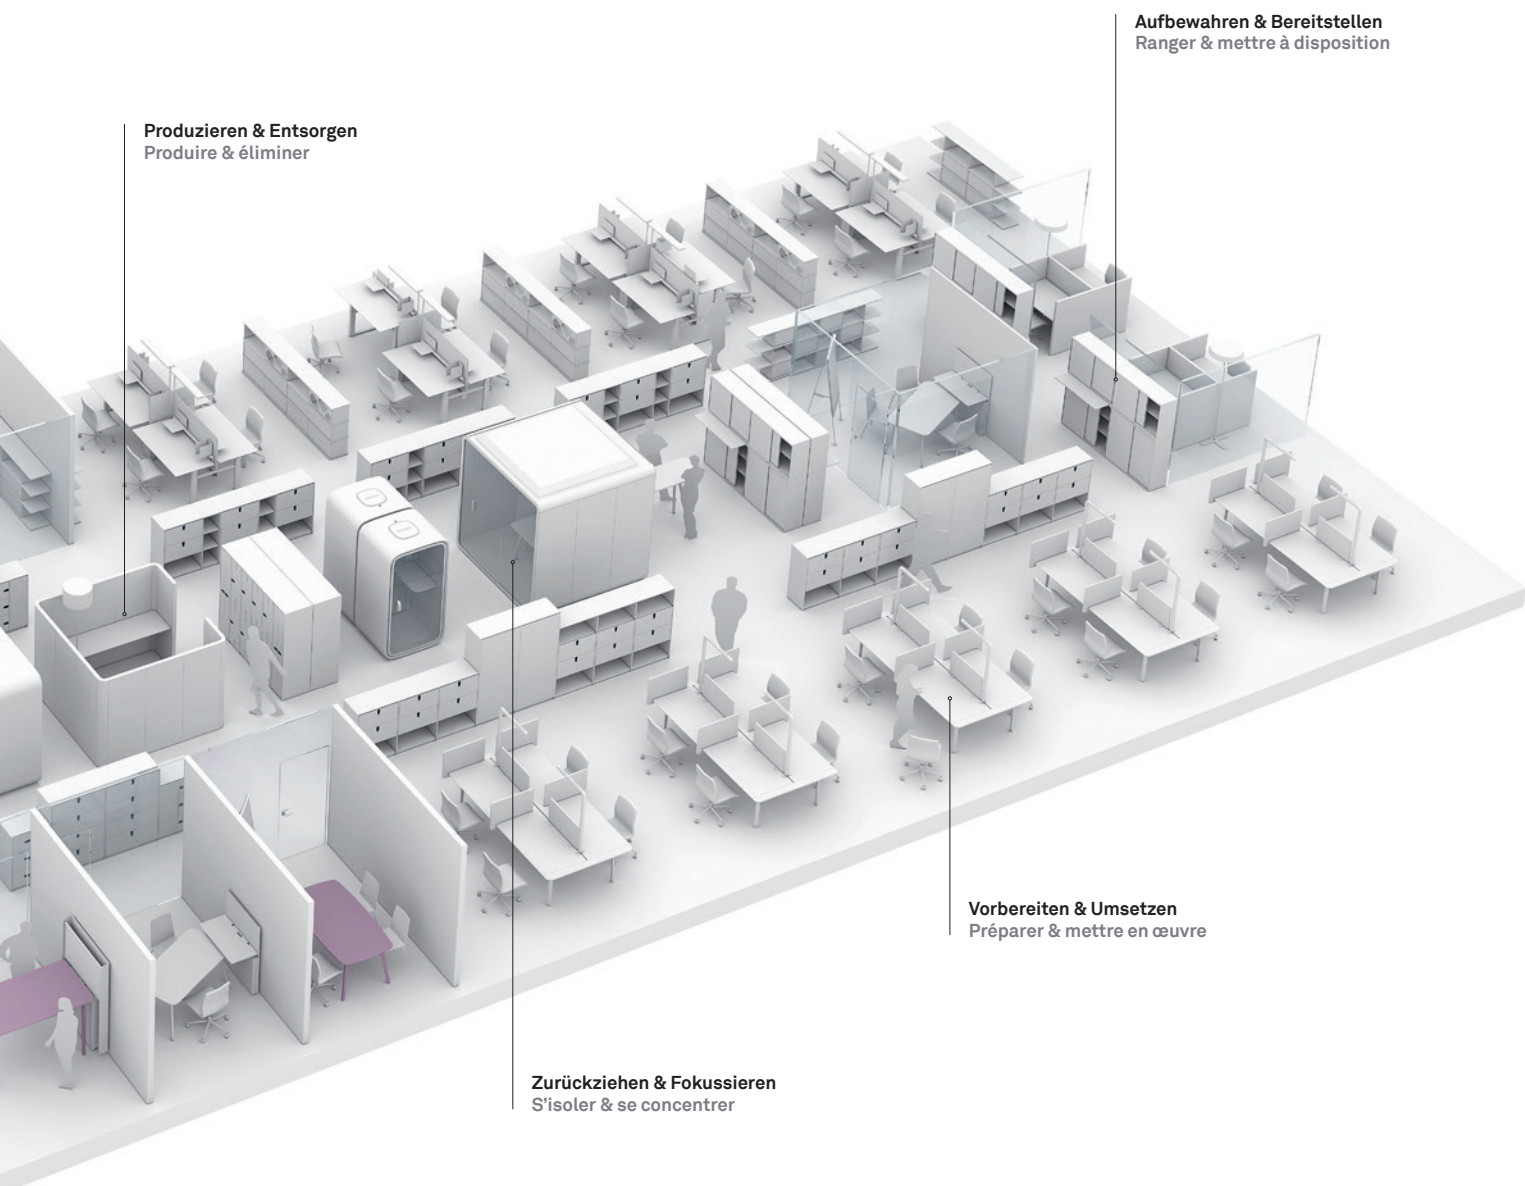 Aufbewahren & Bereitstellen
Ranger & mettre à disposition
Produzieren & Entsorgen
Produire & éliminer
Vorbereiten & Umsetzen
Préparer & mettre en œuvre
Zurückziehen & Fokussieren
S'isoler & se concentrer